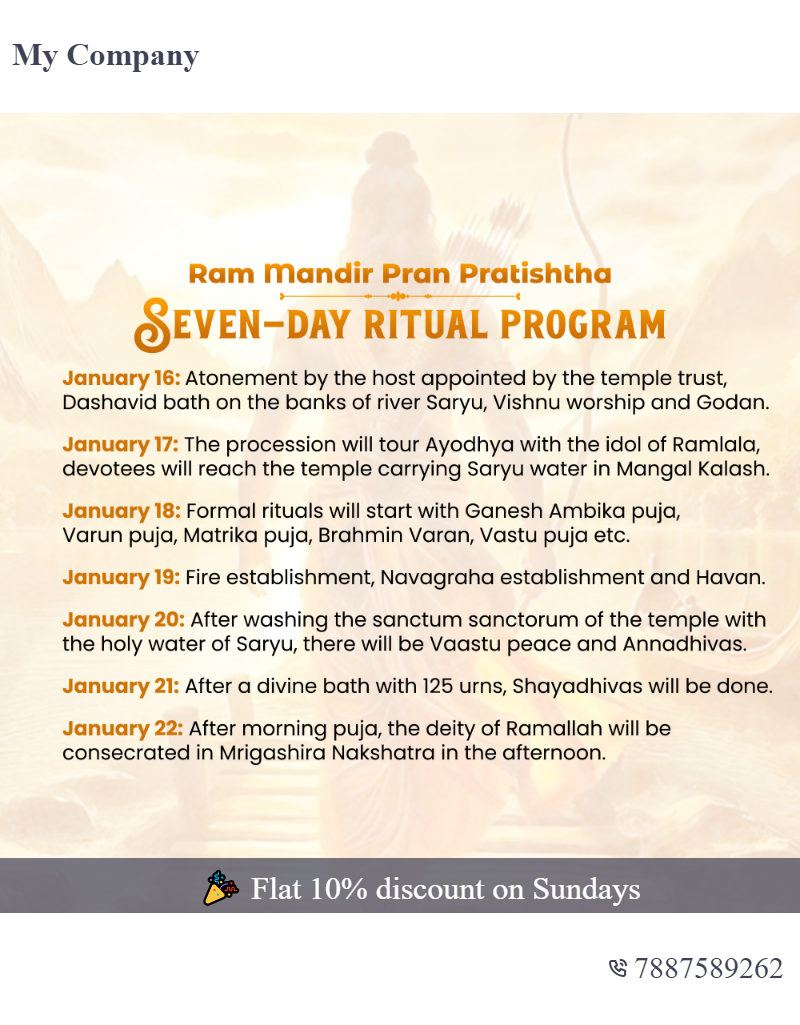 My Company
Ram Mandir Pran Pratishtha
SEVEN-DAY RITUAL PROGRAM
January 16: Atonement by the host appointed by the temple trust,
Dashavid bath on the banks of river Saryu, Vishnu worship and Godan.
January 17: The procession will tour Ayodhya with the idol of Ramlala,
devotees will reach the temple carrying Saryu water in Mangal Kalash.
January 18: Formal rituals will start with Ganesh Ambika puja,
Varun puja, Matrika puja, Brahmin Varan, Vastu puja etc.
January 19: Fire establishment, Navagraha establishment and Havan.
January 20: After washing the sanctum sanctorum of the temple with
the holy water of Saryu, there will be Vaastu peace and Annadhivas.
January 21: After a divine bath with 125 urns, Shayadhivas will be done.
January 22: After morning puja, the deity of Ramallah will be
consecrated in Mrigashira Nakshatra in the afternoon.
Flat 10% discount on Sundays
7887589262